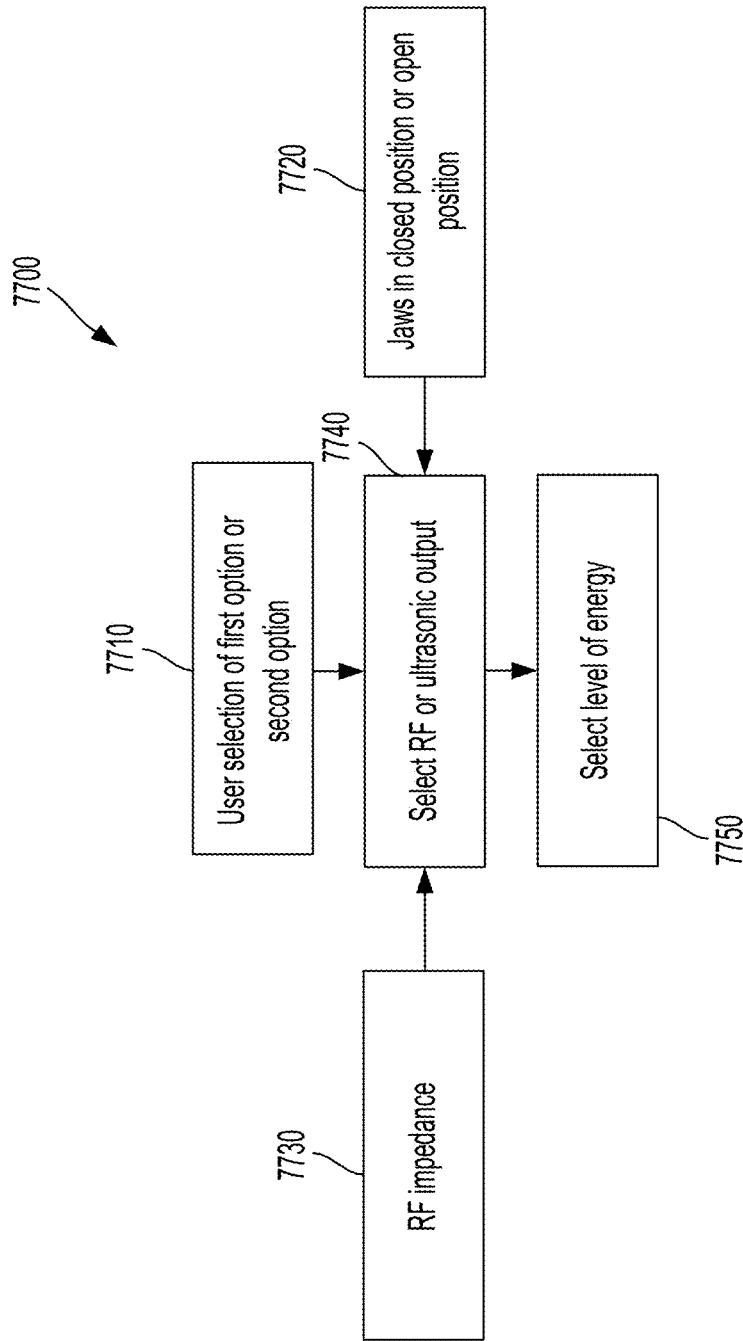 7700
7710
User selection of first option or
second option
7720
Jaws in closed position or open
position
7730
RF impedance
7740
Select RF or ultrasonic output
7750
Select level of energy